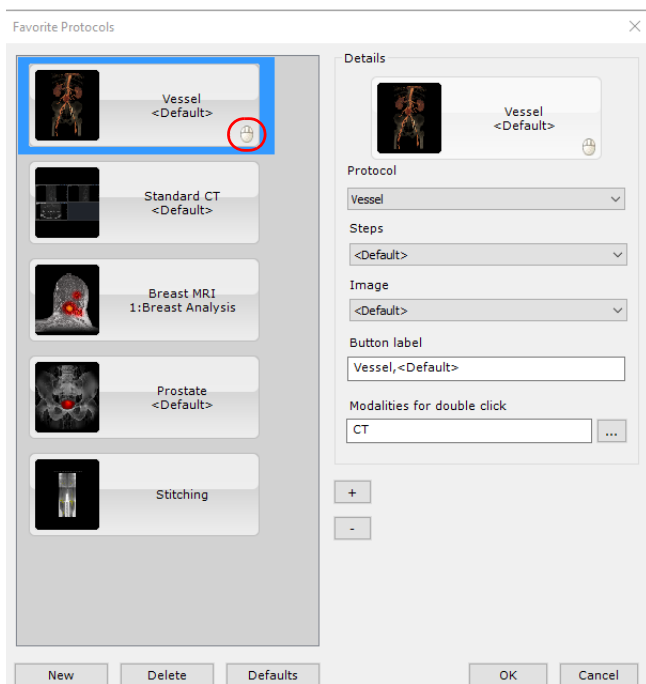 Favorite Protocols
Vessel
<Default>
Standard CT
<Default>
Breast MRI
1:Breast Analysis
Prostate
<Default>
Stitching
Details
Vessel
<Default>
Protocol
Vessel
Steps
<Default>
Image
<Default>
Button label
Vessel,<Default>
Modalities for double click
CT
...
+
-
New
Delete
Defaults
OK
Cancel